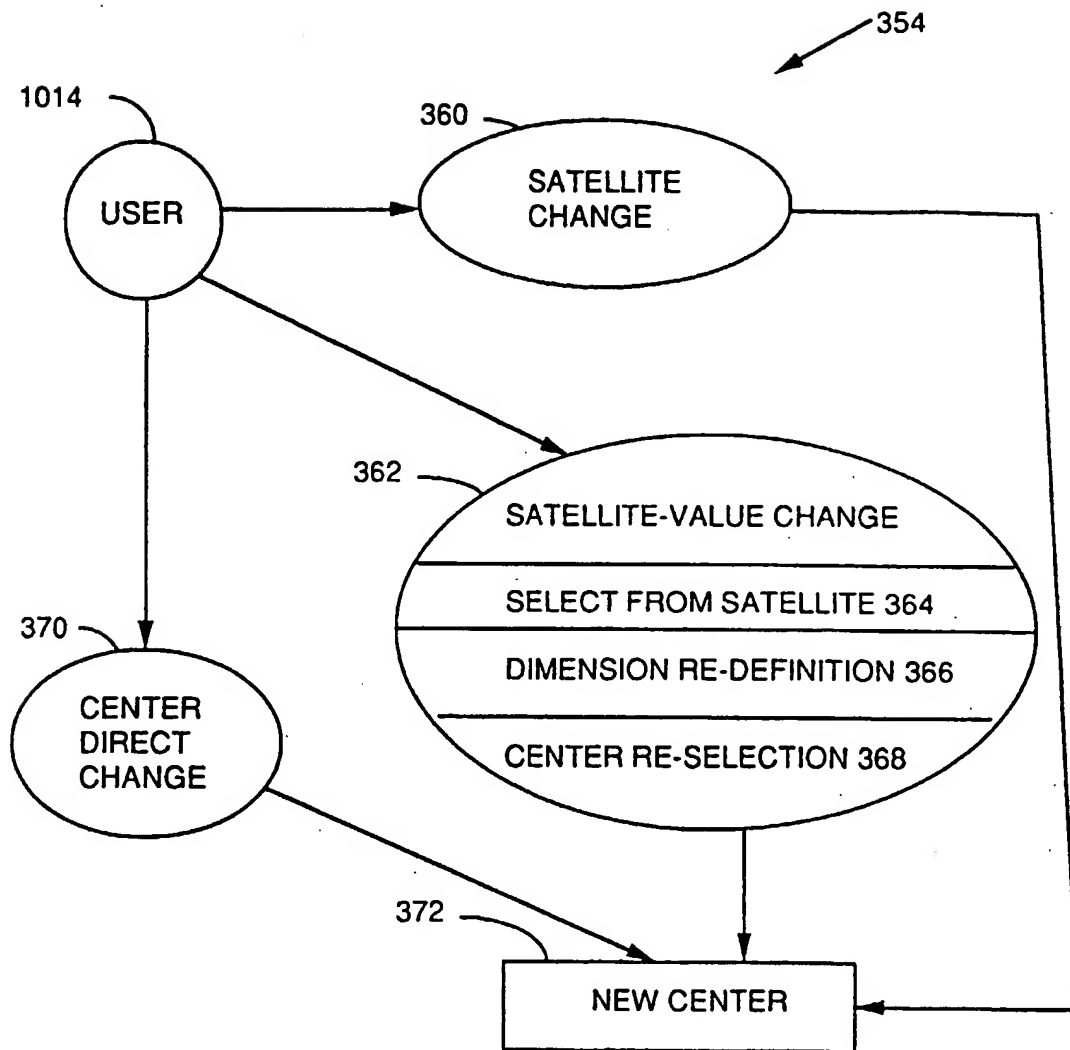 354
1014
360
USER
SATELLITE
CHANGE
362
SATELLITE-VALUE CHANGE
SELECT FROM SATELLITE 364
370
DIMENSION RE-DEFINITION 366
CENTER
DIRECT
CHANGE
CENTER RE-SELECTION 368
372
NEW CENTER